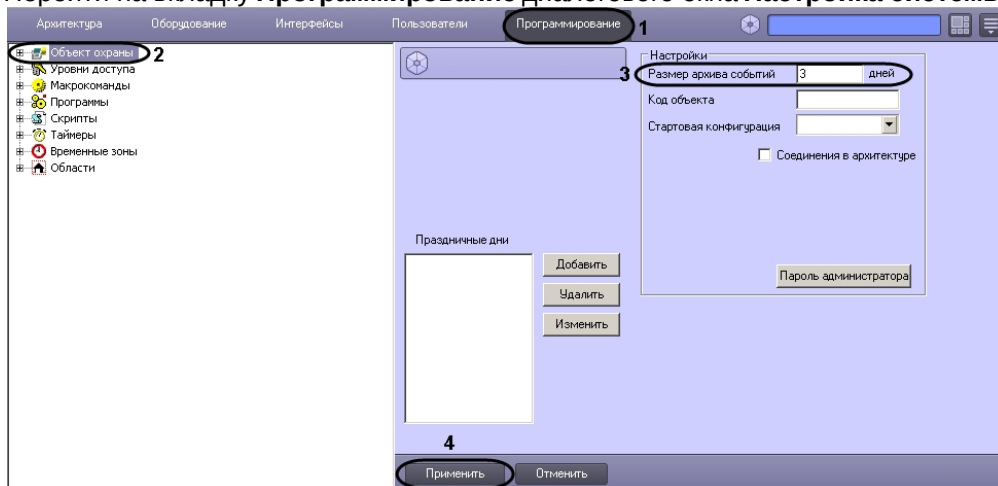 Перейти на вкладку Программирование диалогового окна Настройка системы
Архитектура Оборудование Интерфейсы Пользователи Программирование 1
Объект охраны 2
Уровни доступа
Макрокоманды
Программы
Скрипты
Таймеры
Временные зоны
Области
Настройки
3 Размер архива событий 3 дней
Код объекта
Стартовая конфигурация
Соединения в архитектуре
Пароль администратора
Праздничные дни
Добавить
Удалить
Изменить
4
Применить Отменить